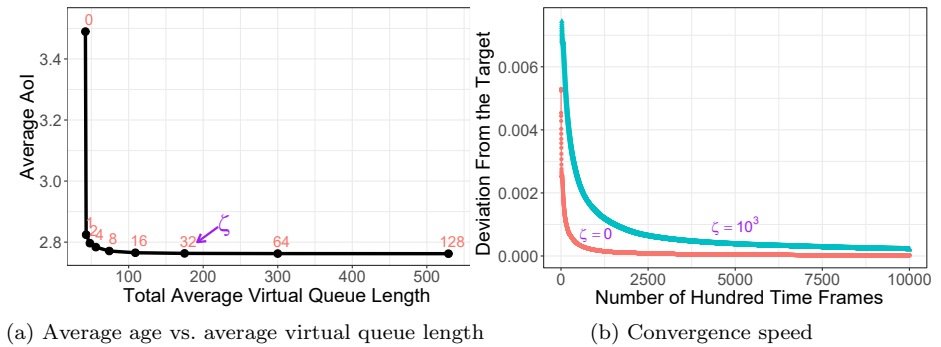 Average AoI
3.4
3.1
2.8
0
1
2
4
8
16
32
ζ
64
128
100 200 300 400 500
Total Average Virtual Queue Length
(a) Average age vs. average virtual queue length
Deviation From the Target
0.006
0.004
0.002
0.000
ζ = 0
ζ = 10³
0 2500 5000 7500 10000
Number of Hundred Time Frames
(b) Convergence speed